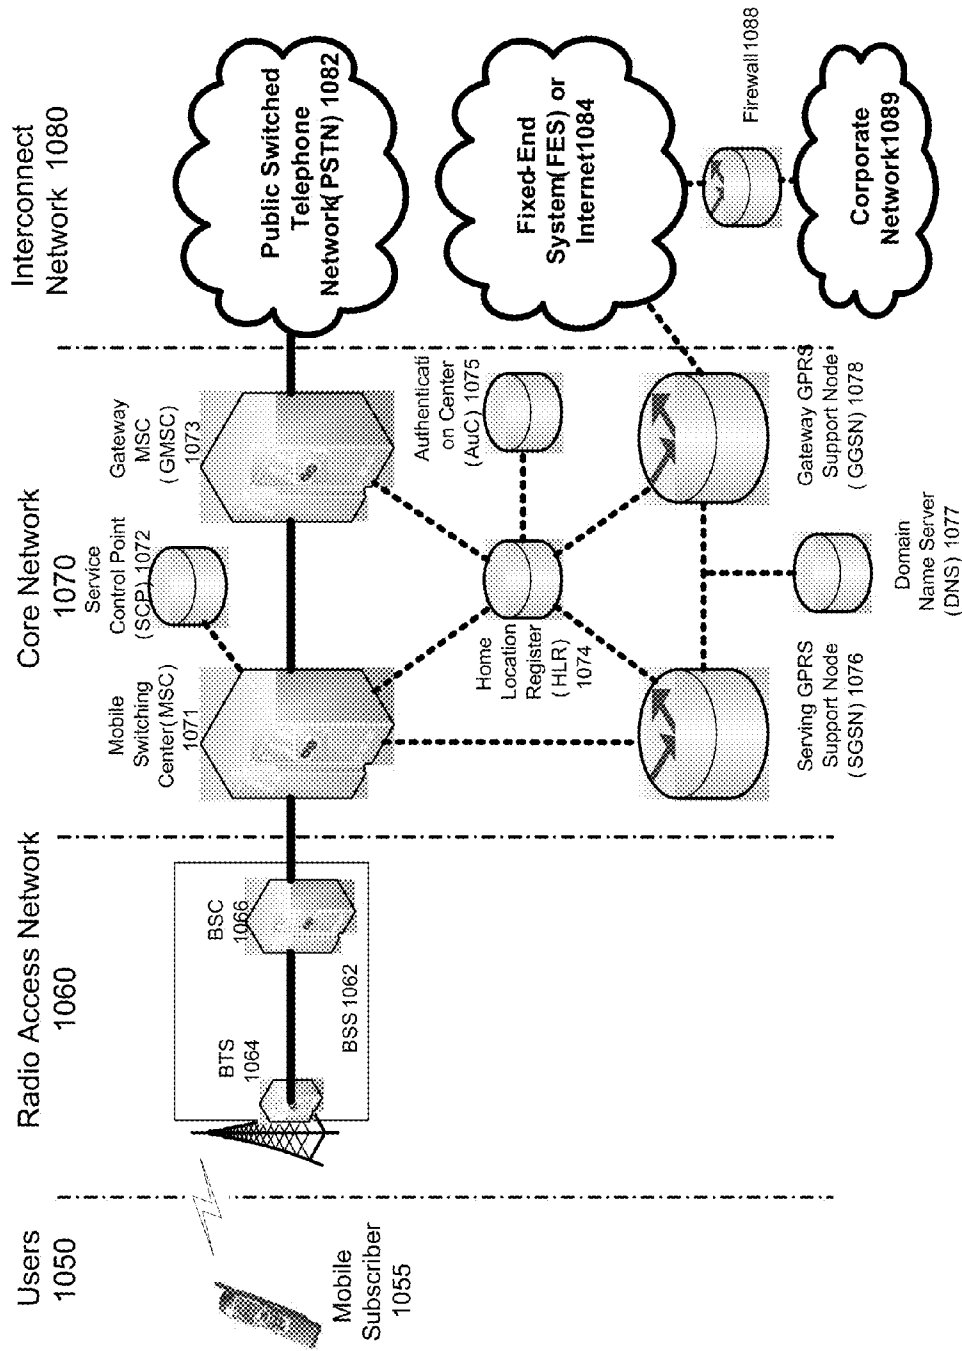 Users
1050
Radio Access Network
1060
Core Network
1070
Interconnect
Network 1080
Mobile
Subscriber
1055
BTS
1064
BSC
1066
BSS 1062
Mobile
Switching
Center(MSC)
1071
Service
Control Point
(SCP) 1072
Gateway
MSC
(GMSC)
1073
Public Switched
Telephone
Network(PSTN) 1082
Home
Location
Register
(HLR)
1074
Authenticati
on Center
(AuC) 1075
Fixed-End
System(FES) or
Internet1084
Serving GPRS
Support Node
(SGSN) 1076
Domain
Name Server
(DNS) 1077
Gateway GPRS
Support Node
( GGSN) 1078
Firewall1088
Corporate
Network1089